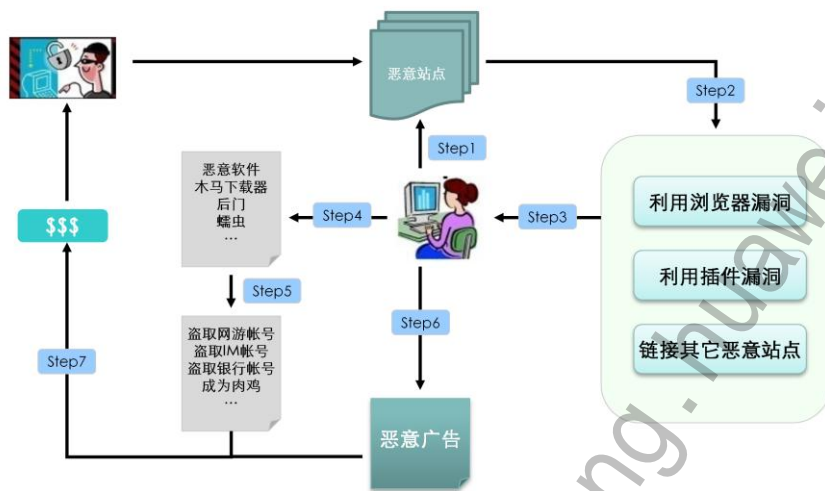 恶意站点
Step2
Step1
恶意软件
木马下载器
后门
蠕虫
...
利用浏览器漏洞
Step4
Step3
$$$
利用插件漏洞
Step5
Step6
盗取网游帐号
盗取IM帐号
盗取银行帐号
成为肉鸡
...
链接其它恶意站点
Step7
恶意广告
ng.huawei.